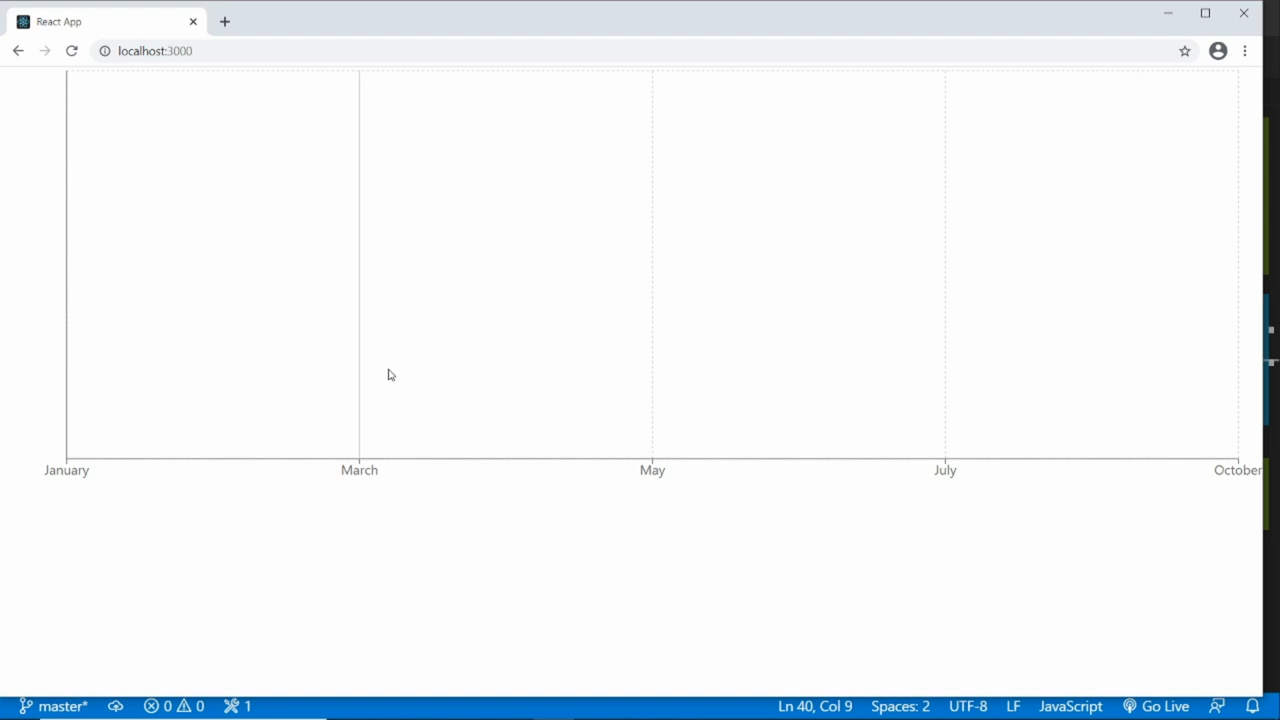 React App
localhost:3000
January March May July October
master* 0 0 1 Ln 40, Col 9 Spaces: 2 UTF-8 LF JavaScript Go Live